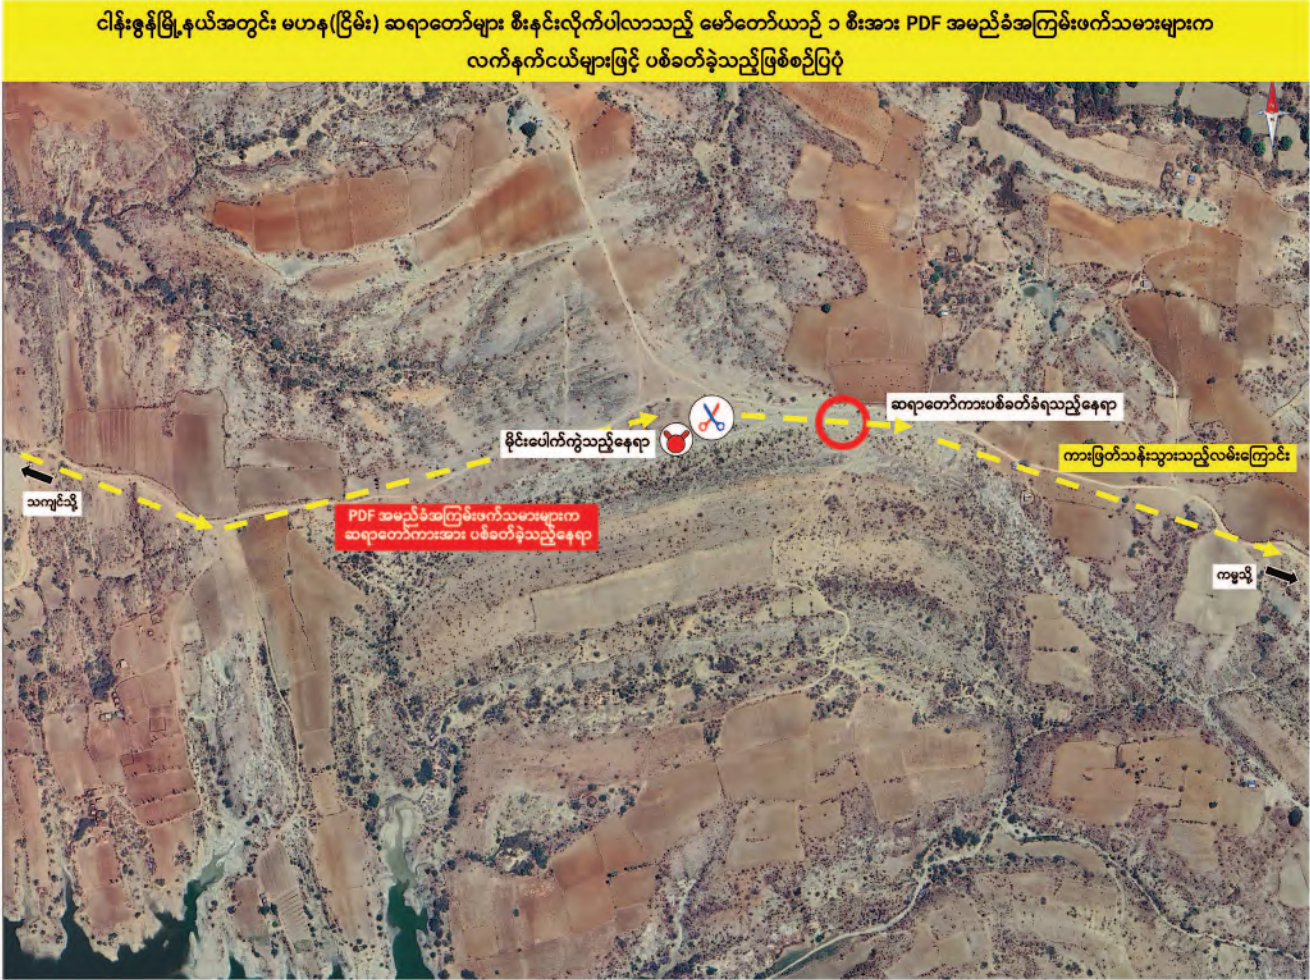 ငါန်းဇွန်မြို့နယ်အတွင်း မဟန(ငြိမ်း) ဆရာတော်များ စီးနင်းလိုက်ပါလာသည့် မော်တော်ယာဉ် ၁ စီးအား PDF အမည်ခံအကြမ်းဖက်သမားများက
လက်နက်ငယ်များဖြင့် ပစ်ခတ်ခဲ့သည့်ဖြစ်စဉ်ပြပုံ
ဆရာတော်ကားပစ်ခတ်ခံရသည့်နေရာ
မိုင်းပေါက်ကွဲသည့်နေရာ
ကားဖြတ်သန်းသွားသည့်လမ်းကြောင်း
သကျင်သို့
PDF အမည်ခံအကြမ်းဖက်သမားများက
ဆရာတော်ကားအား ပစ်ခတ်ခဲ့သည့်နေရာ
ကမ္မသို့